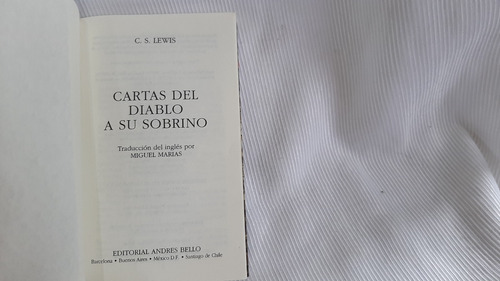 C. S. LEWIS
CARTAS DEL
DIABLO
A SU SOBRINO
Traducción del inglés por
MIGUEL MARIAS
EDITORIAL ANDRES BELLO
Barcelona • Buenos Aires • México D.F. • Santiago de Chile